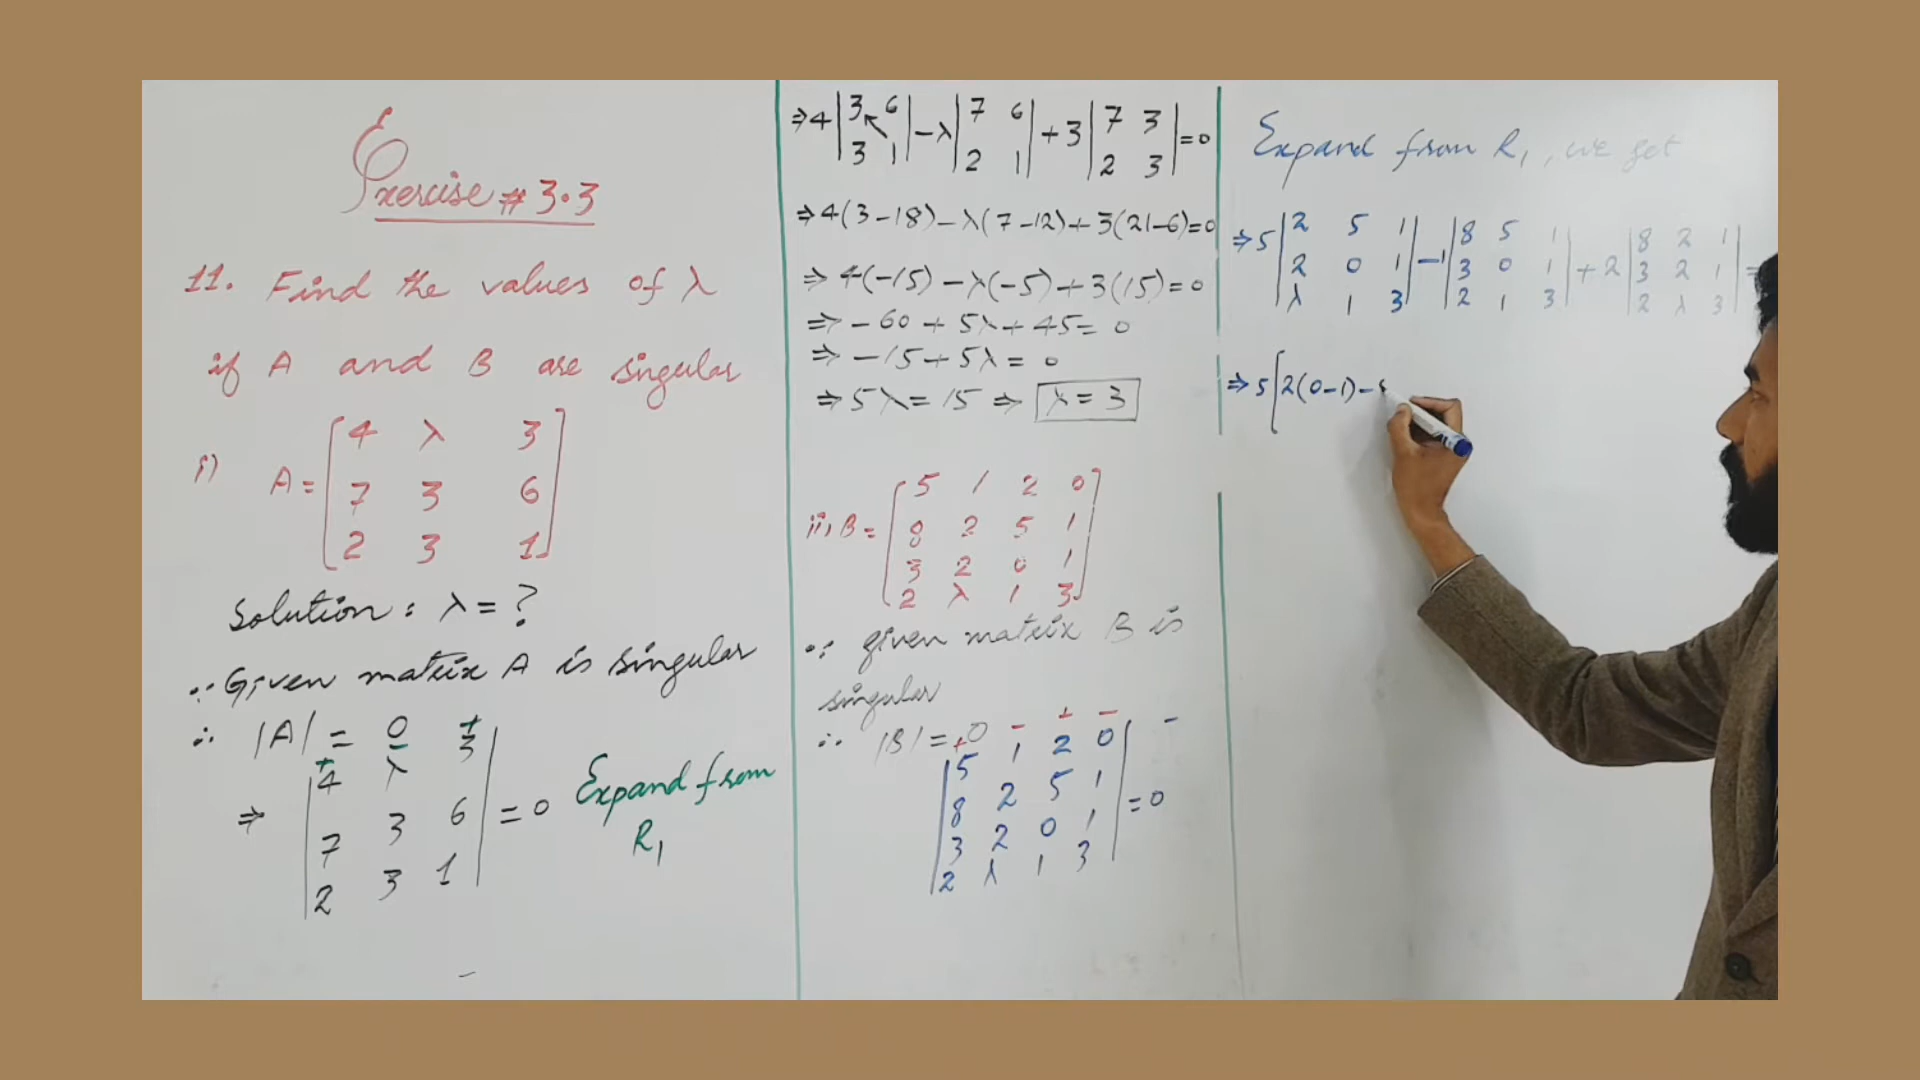 Exercise # 3.3
11. Find the values of λ
if A and B are singular
i) A = [4 λ 3
7 3 6
2 3 1]
Solution : λ = ?
∵ Given matrix A is singular
∴ |A| = 0
+ − +
⇒ |4 λ 3
7 3 6
2 3 1| = 0 Expand from
R₁
⇒ 4 |3 6
3 1| − λ |7 6
2 1| + 3 |7 3
2 3| = 0
⇒ 4(3−18) − λ(7−12) + 3(21−6) = 0
⇒ 4(−15) − λ(−5) + 3(15) = 0
⇒ −60 + 5λ + 45 = 0
⇒ −15 + 5λ = 0
⇒ 5λ = 15 ⇒ λ = 3
ii, B = [5 1 2 0
8 2 5 1
3 2 0 1
2 λ 1 3]
∵ given matrix B is
singular
∴ |B| = 0
+ − + −
|5 1 2 0
8 2 5 1
3 2 0 1
2 λ 1 3| = 0
Expand from R₁, we get
⇒ 5 |2 5 1
2 0 1
λ 1 3| − 1 |8 5 1
3 0 1
2 1 3| + 2 |8 2 1
3 2 1
2 λ 3| =
⇒ 5 [2(0−1) −